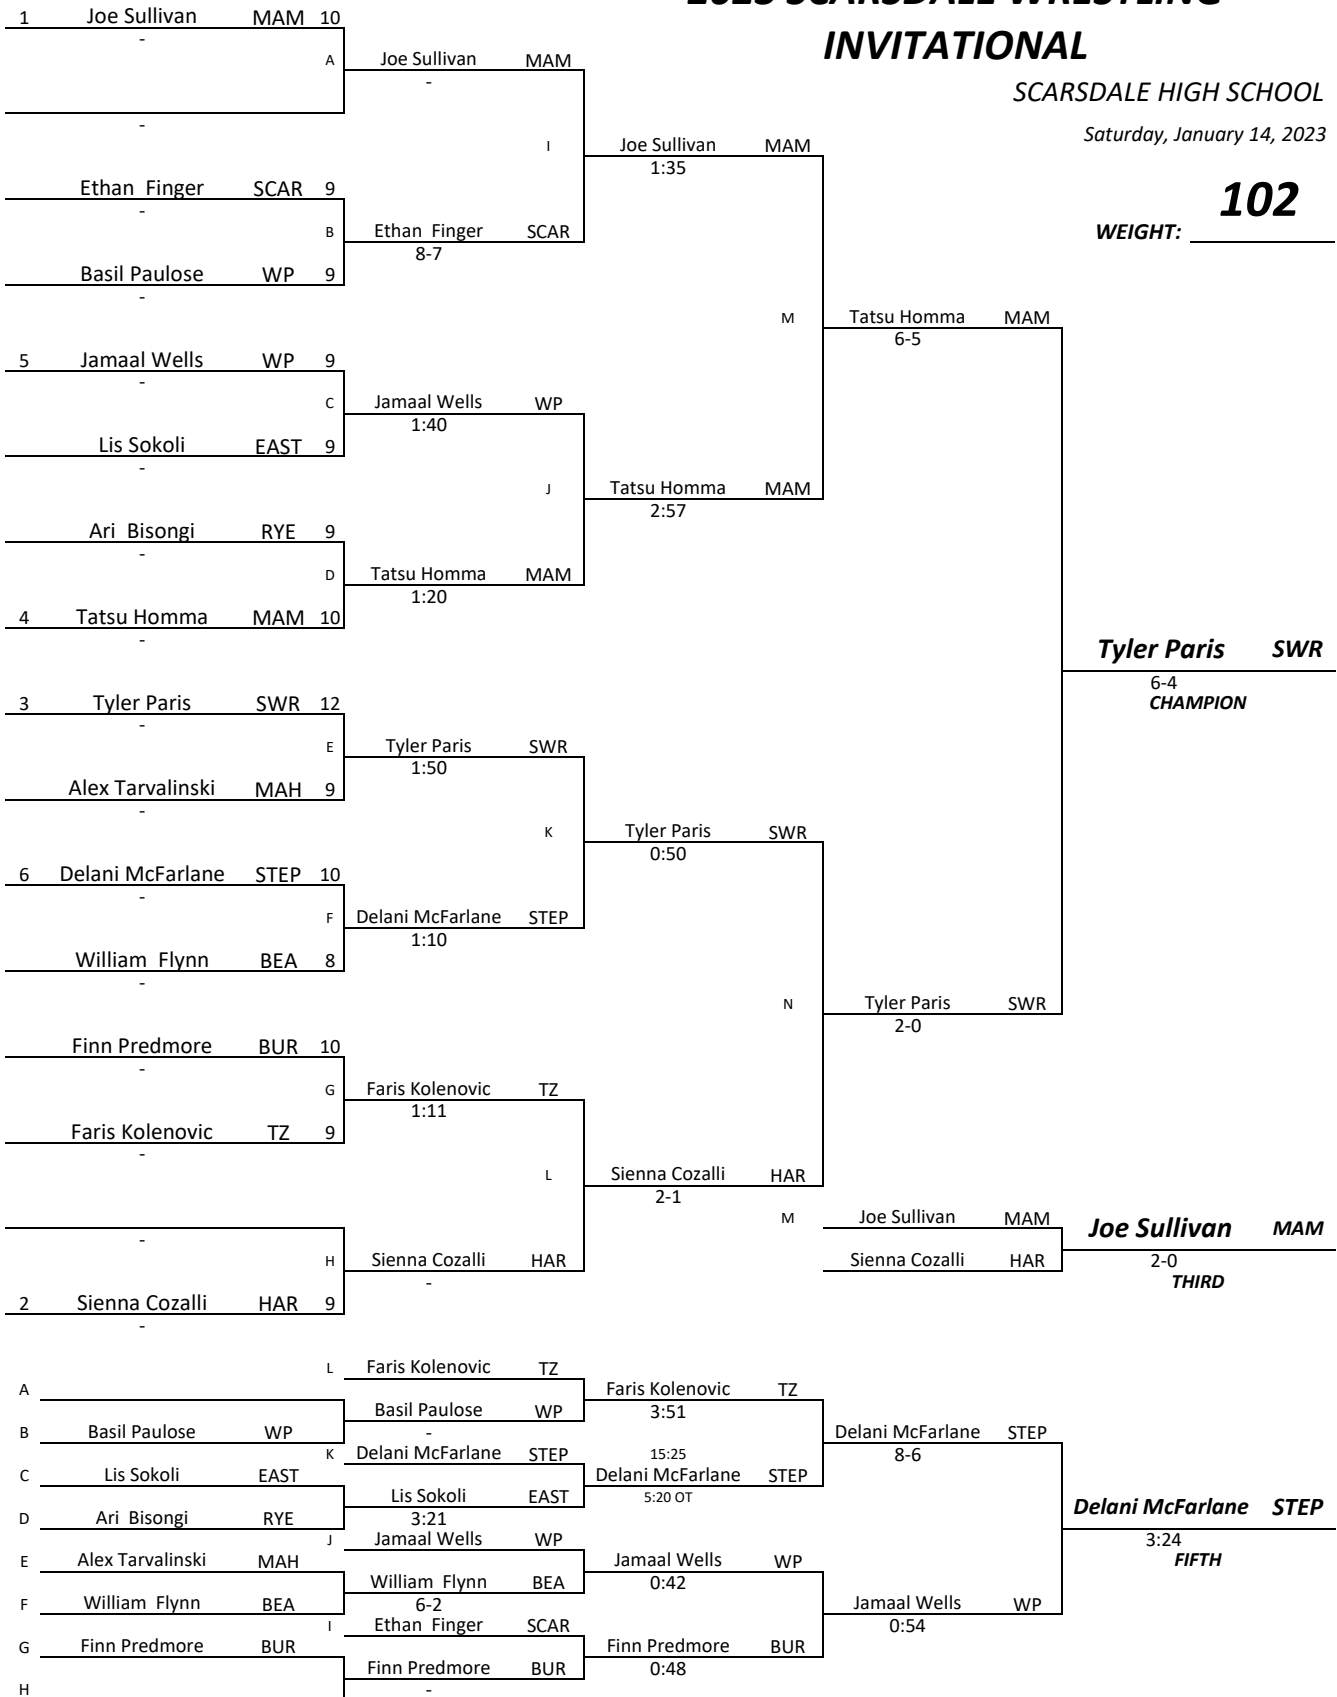 2023 SCARSDALE WRESTLING
INVITATIONAL
SCARSDALE HIGH SCHOOL
Saturday, January 14, 2023
WEIGHT: 102
1 Joe Sullivan MAM 10
-
A Joe Sullivan MAM
-
-
I Joe Sullivan MAM
1:35
Ethan Finger SCAR 9
-
B Ethan Finger SCAR
8-7
Basil Paulose WP 9
-
M Tatsu Homma MAM
6-5
5 Jamaal Wells WP 9
-
C Jamaal Wells WP
1:40
Lis Sokoli EAST 9
-
J Tatsu Homma MAM
2:57
Ari Bisongi RYE 9
-
D Tatsu Homma MAM
1:20
4 Tatsu Homma MAM 10
-
Tyler Paris SWR
6-4
CHAMPION
3 Tyler Paris SWR 12
-
E Tyler Paris SWR
1:50
Alex Tarvalinski MAH 9
-
K Tyler Paris SWR
0:50
6 Delani McFarlane STEP 10
-
F Delani McFarlane STEP
1:10
William Flynn BEA 8
-
N Tyler Paris SWR
2-0
Finn Predmore BUR 10
-
G Faris Kolenovic TZ
1:11
Faris Kolenovic TZ 9
-
L Sienna Cozalli HAR
2-1
M Joe Sullivan MAM
Joe Sullivan MAM
2-0
THIRD
-
H Sienna Cozalli HAR
-
Sienna Cozalli HAR
2 Sienna Cozalli HAR 9
-
L Faris Kolenovic TZ
A
Faris Kolenovic TZ
3:51
Basil Paulose WP
-
B Basil Paulose WP
Delani McFarlane STEP
8-6
K Delani McFarlane STEP
15:25
C Lis Sokoli EAST
Delani McFarlane STEP
5:20 OT
Lis Sokoli EAST
3:21
D Ari Bisongi RYE
Delani McFarlane STEP
3:24
FIFTH
J Jamaal Wells WP
E Alex Tarvalinski MAH
Jamaal Wells WP
0:42
William Flynn BEA
6-2
F William Flynn BEA
Jamaal Wells WP
0:54
I Ethan Finger SCAR
G Finn Predmore BUR
Finn Predmore BUR
0:48
Finn Predmore BUR
-
H